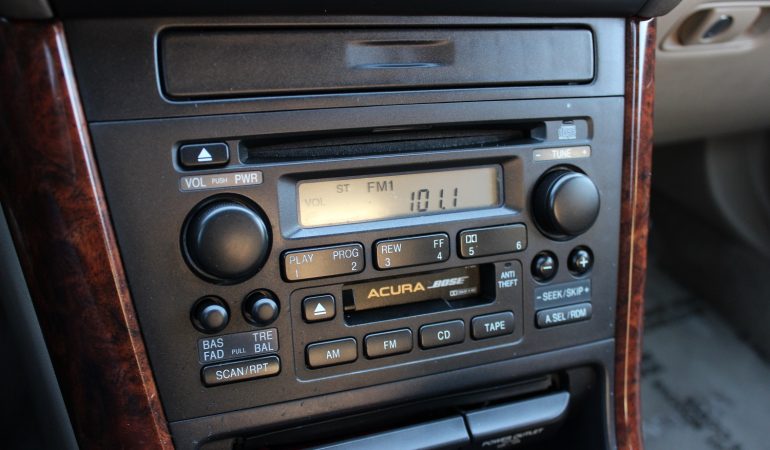 - TUNE +
VOL PUSH PWR
VOL ST FM1
101.1
PLAY PROG REW FF
1 2 3 4 5 6
ACURA BOSE
ANTI
THEFT
- SEEK/SKIP +
BAS TRE
FAD PULL BAL
AM FM CD TAPE
A.SEL/RDM
SCAN/RPT
POWER OUTLET